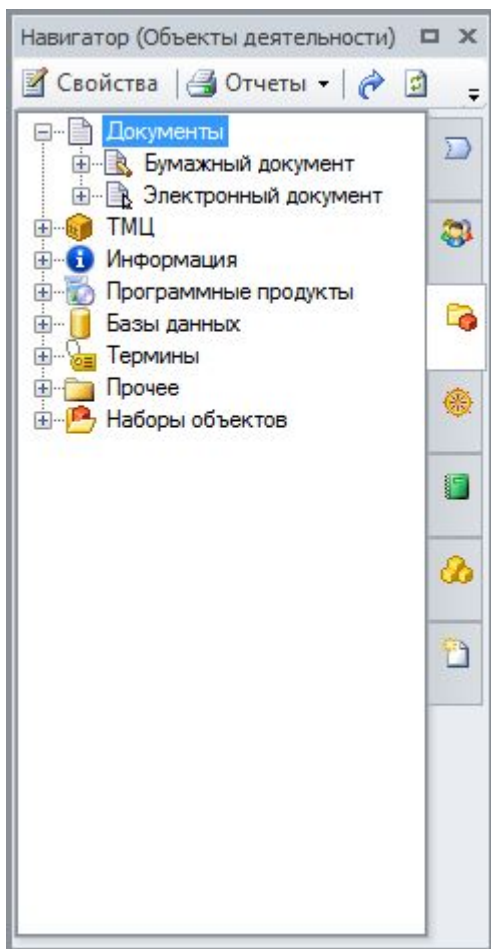 Навигатор (Объекты деятельности)
Свойства Отчеты
Документы
Бумажный документ
Электронный документ
ТМЦ
Информация
Программные продукты
Базы данных
Термины
Прочее
Наборы объектов